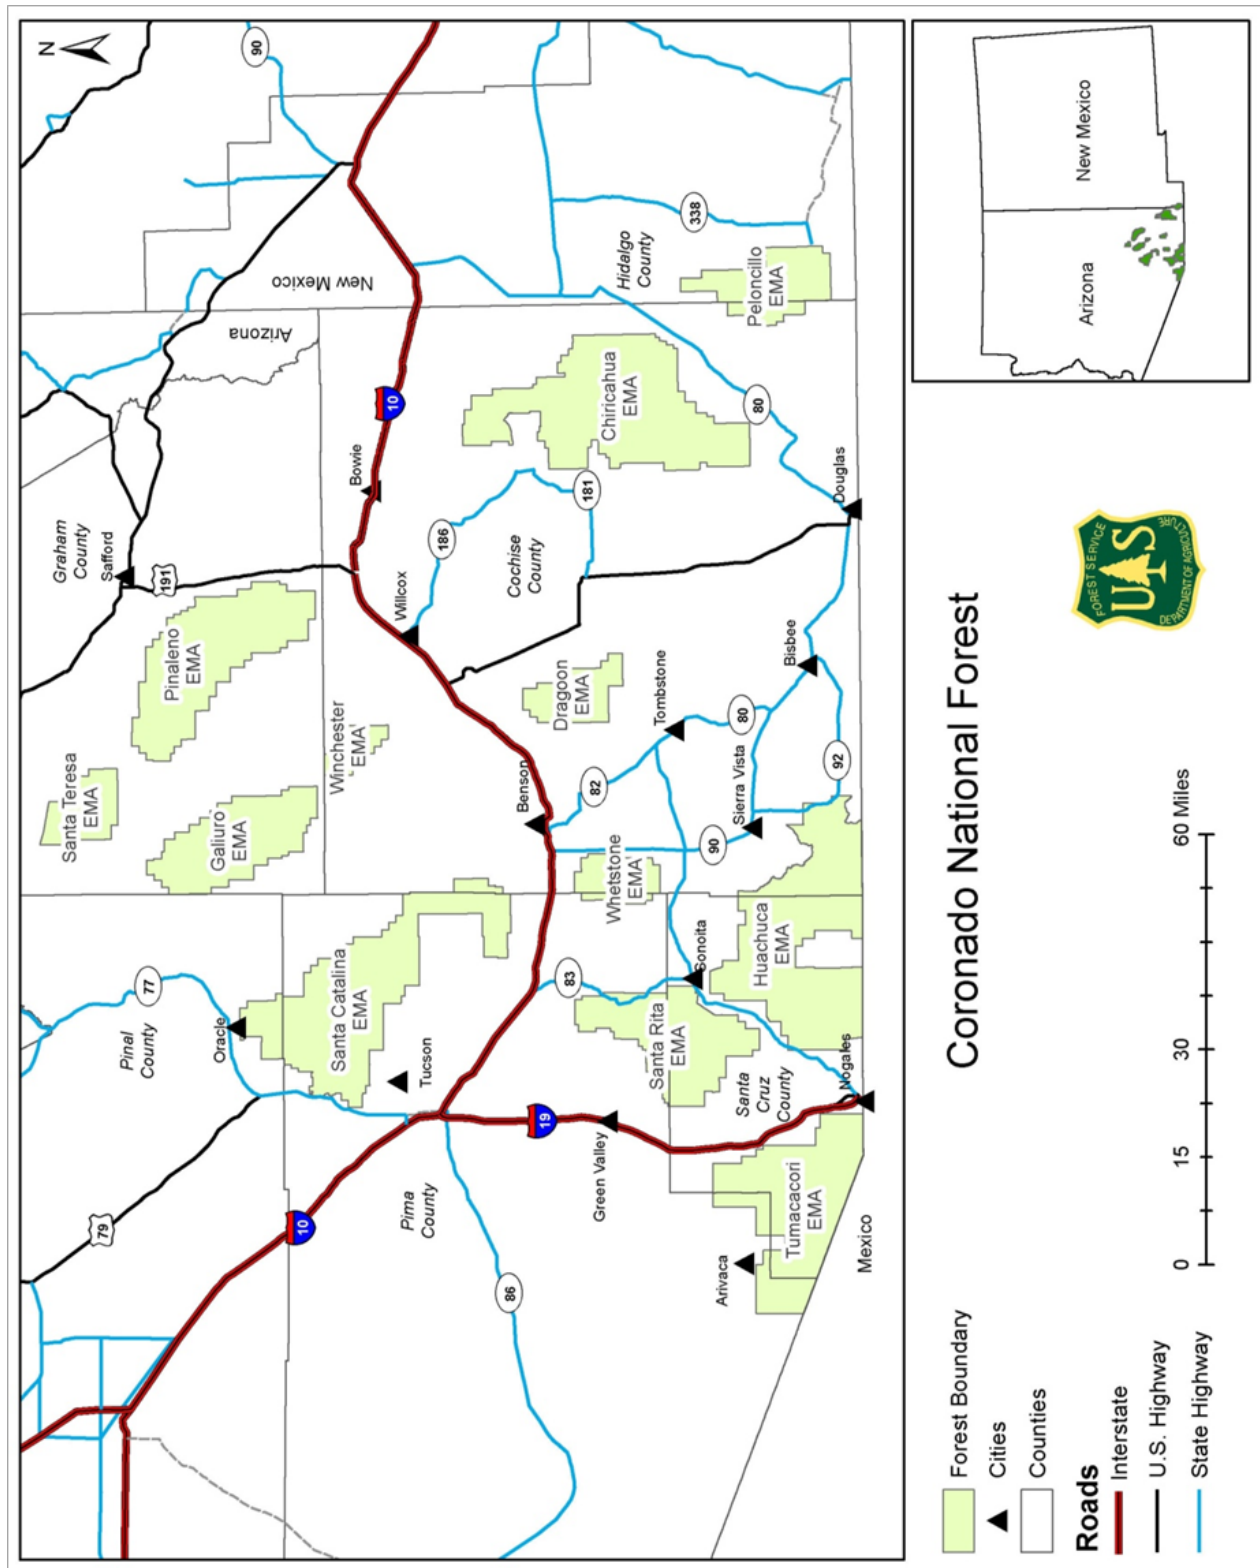 N
90
79
77
Pinal
County
Oracle
10
Santa Teresa
EMA
Galiuro
EMA
Pinaleno
EMA
Graham
County
Safford
191
Arizona
New Mexico
Winchester
EMA
Santa Catalina
EMA
Tucson
Pima
County
86
19
Green Valley
Benson
Willcox
Bowie
10
186
181
Cochise
County
Dragoon
EMA
Chiricahua
EMA
Hidalgo
County
338
Peloncillo
EMA
80
Douglas
Bisbee
Tombstone
80
82
Sierra Vista
90
92
Whetstone
EMA
83
Santa Rita
EMA
Sonoita
Huachuca
EMA
Santa
Cruz
County
Nogales
Tumacacori
EMA
Arivaca
Mexico
Coronado National Forest
Forest Boundary
Cities
Counties
Roads
Interstate
U.S. Highway
State Highway
0 15 30 60 Miles
FOREST SERVICE
U S
DEPARTMENT OF AGRICULTURE
Arizona
New Mexico